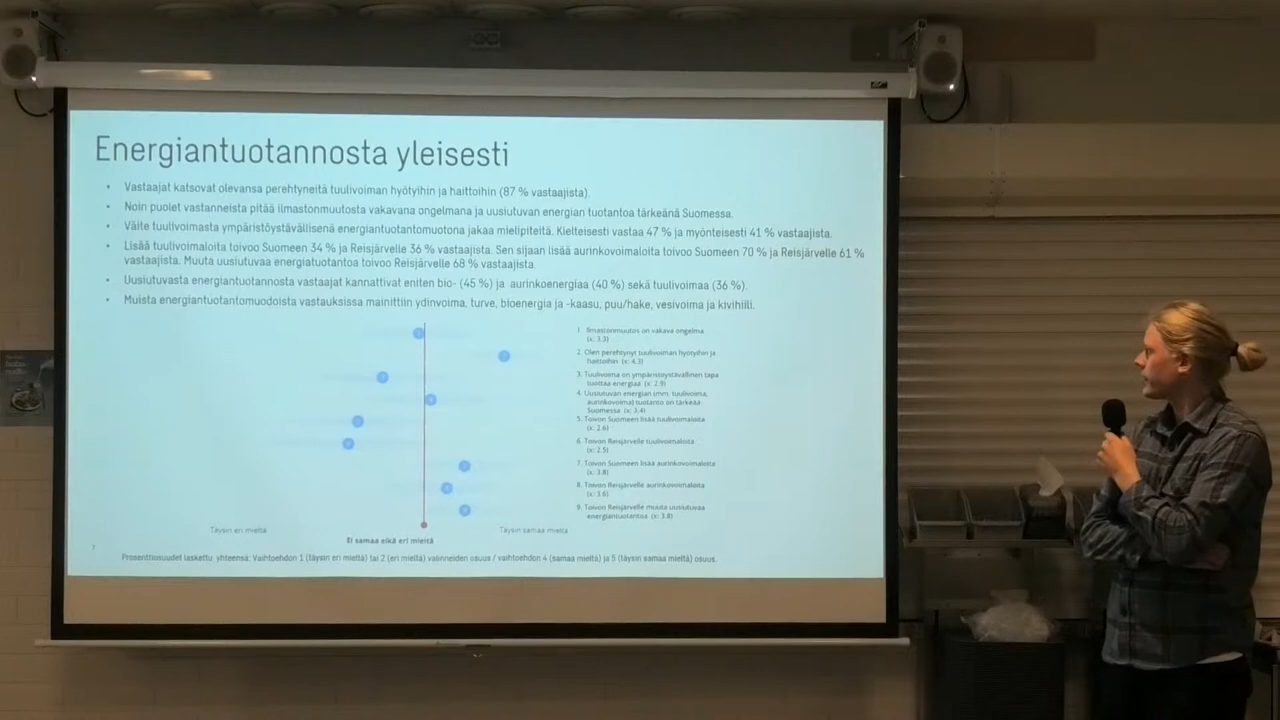 Energiantuotannosta yleisesti
• Vastaajat katsovat olevansa perehtyneitä tuulivoiman hyötyihin ja haittoihin (87 % vastaajista).
• Noin puolet vastanneista pitää ilmastonmuutosta vakavana ongelmana ja uusiutuvan energian tuotantoa tärkeänä Suomessa.
• Väite tuulivoimasta ympäristöystävällisenä energiantuotantomuotona jakaa mielipiteitä. Kielteisesti vastaa 47 % ja myönteisesti 41 % vastaajista.
• Lisää tuulivoimaloita toivoo Suomeen 34 % ja Reisjärvelle 36 % vastaajista. Sen sijaan lisää aurinkovoimaloita toivoo Suomeen 70 % ja Reisjärvelle 61 %
vastaajista. Muuta uusiutuvaa energiatuotantoa toivoo Reisjärvelle 68 % vastaajista.
• Uusiutuvasta energiantuotannosta vastaajat kannattivat eniten bio- (45 %) ja aurinkoenergiaa (40 %) sekä tuulivoimaa (36 %).
• Muista energiantuotantomuodoista vastauksissa mainittiin ydinvoima, turve, bioenergia ja -kaasu, puu/hake, vesivoima ja kivihiili.
1. Ilmastonmuutos on vakava ongelma
(x: 3.3)
2. Olen perehtynyt tuulivoiman hyötyihin ja
haittoihin (x: 4.3)
3. Tuulivoima on ympäristöystävällinen tapa
tuottaa energiaa (x: 2.9)
4. Uusiutuvan energian (mm. tuulivoima,
aurinkovoima) tuotanto on tärkeää
Suomessa (x: 3.4)
5. Toivon Suomeen lisää tuulivoimaloita
(x: 2.6)
6. Toivon Reisjärvelle tuulivoimaloita
(x: 2.5)
7. Toivon Suomeen lisää aurinkovoimaloita
(x: 3.8)
8. Toivon Reisjärvelle aurinkovoimaloita
(x: 3.6)
9. Toivon Reisjärvelle muuta uusiutuvaa
energiantuotantoa (x: 3.8)
Täysin eri mieltä
Täysin samaa mieltä
Ei samaa eikä eri mieltä
7
Prosenttiosuudet laskettu yhteensä: Vaihtoehdon 1 (täysin eri mieltä) tai 2 (eri mieltä) valinneiden osuus / vaihtoehdon 4 (samaa mieltä) ja 5 (täysin samaa mieltä) osuus.